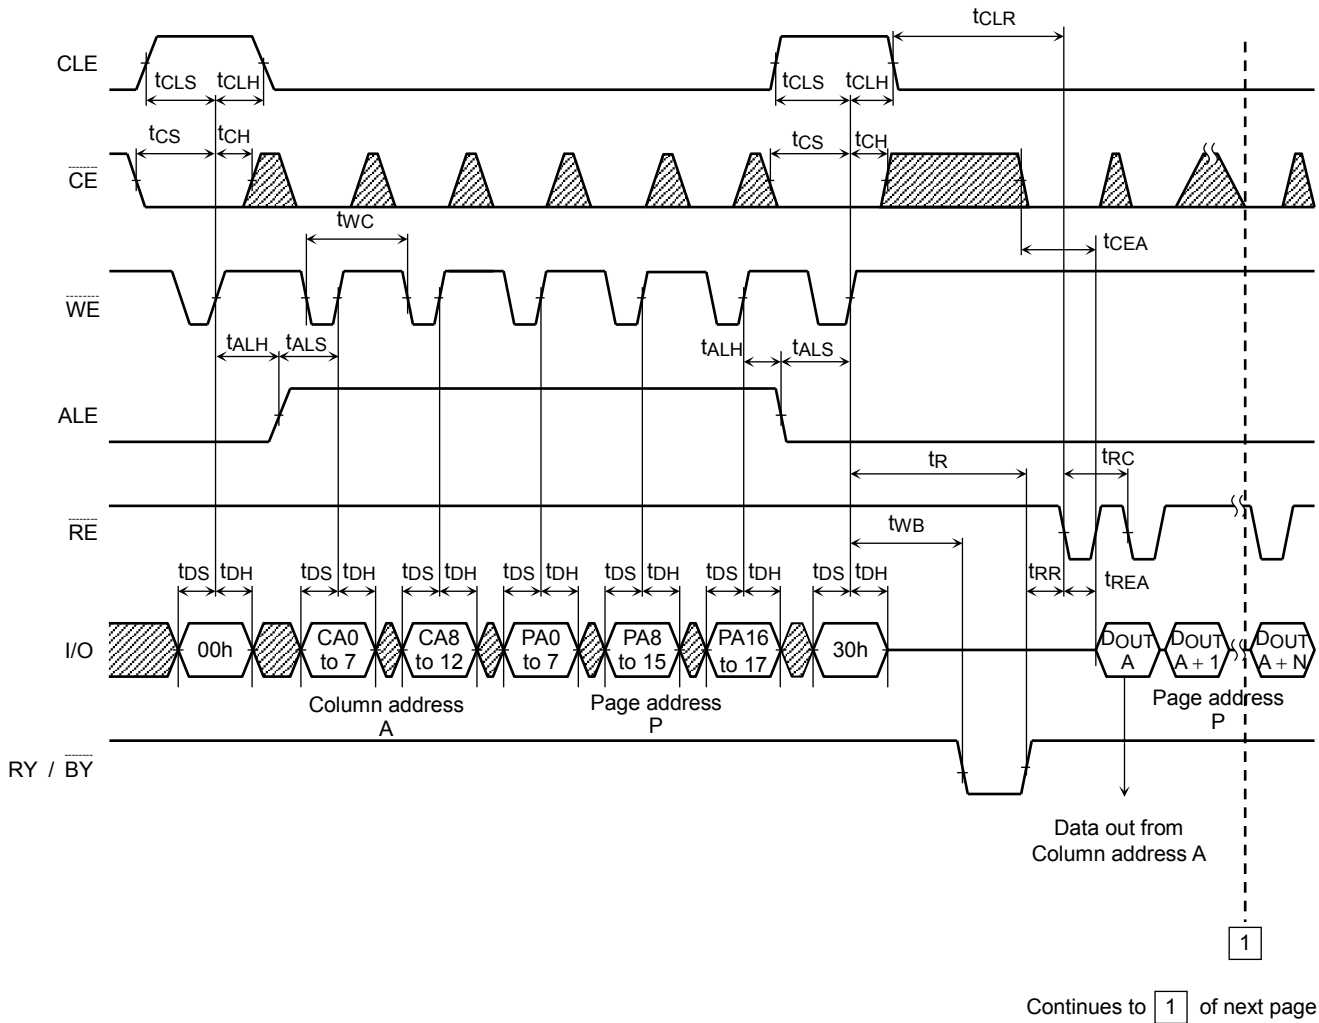 tCLR
CLE
tCLS tCLH tCLS tCLH
tCS tCH tCS tCH
CE
tWC
tCEA
WE
tALH tALS tALH tALS
ALE
tR tRC
RE
tWB
tDS tDH tDS tDH tDS tDH tDS tDH tDS tDH tDS tDH tDS tDH tRR tREA
I/O
00h
CA0
to 7
CA8
to 12
PA0
to 7
PA8
to 15
PA16
to 17
30h
DOUT
A
DOUT
A + 1
DOUT
A + N
Column address
A
Page address
P
Page address
P
RY / BY
Data out from
Column address A
1
Continues to 1 of next page